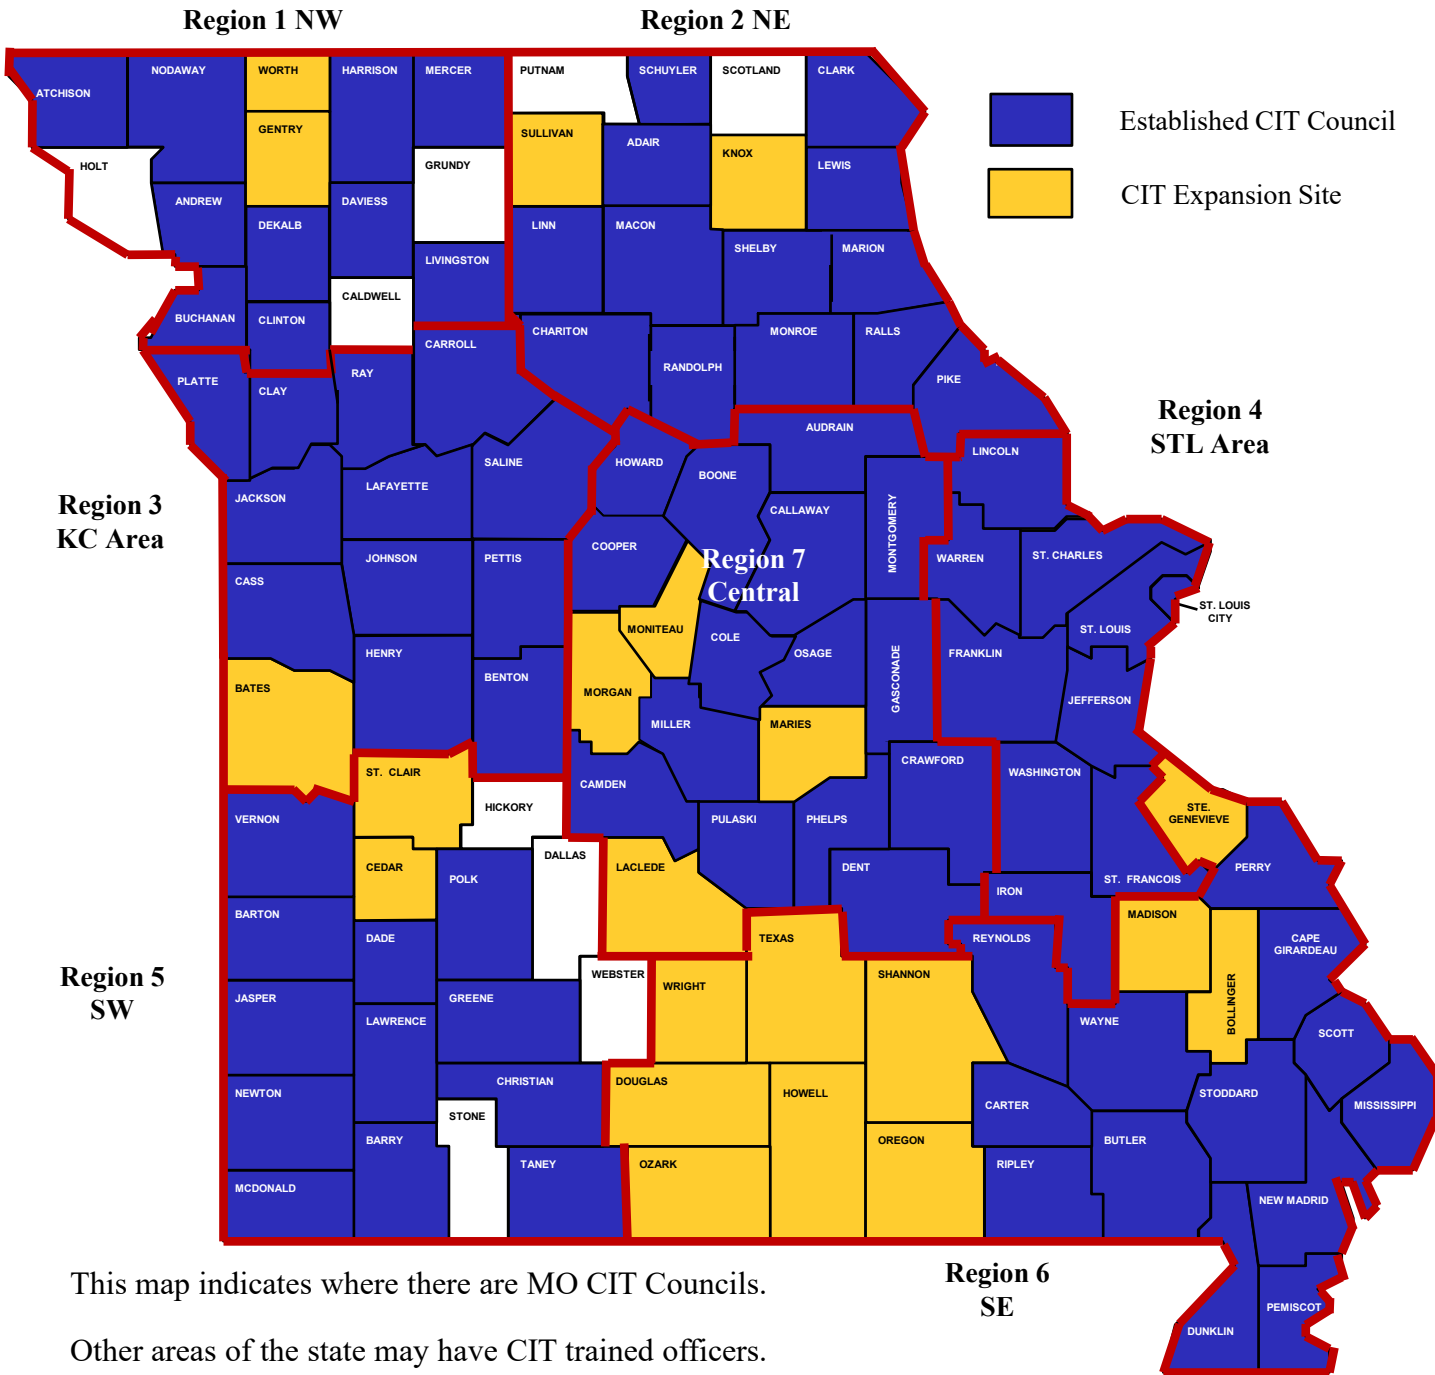 Region 1 NW
Region 2 NE
ATCHISON
NODAWAY
WORTH
HARRISON
MERCER
PUTNAM
SCHUYLER
SCOTLAND
CLARK
Established CIT Council
GENTRY
SULLIVAN
ADAIR
KNOX
HOLT
GRUNDY
LEWIS
CIT Expansion Site
ANDREW
DAVIESS
DEKALB
LINN
MACON
SHELBY
MARION
LIVINGSTON
CALDWELL
BUCHANAN
CLINTON
CHARITON
MONROE
RALLS
CARROLL
PLATTE
CLAY
RAY
RANDOLPH
PIKE
Region 4
STL Area
AUDRAIN
LINCOLN
HOWARD
BOONE
SALINE
LAFAYETTE
JACKSON
Region 3
KC Area
CALLAWAY
MONTGOMERY
COOPER
JOHNSON
PETTIS
Region 7
Central
WARREN
ST. CHARLES
CASS
ST. LOUIS
CITY
MONITEAU
COLE
ST. LOUIS
HENRY
OSAGE
GASCONADE
FRANKLIN
BENTON
BATES
MORGAN
JEFFERSON
MILLER
MARIES
CRAWFORD
ST. CLAIR
WASHINGTON
CAMDEN
HICKORY
STE.
GENEVIEVE
VERNON
PULASKI
PHELPS
DALLAS
CEDAR
LACLEDE
DENT
POLK
PERRY
ST. FRANCOIS
IRON
BARTON
MADISON
DADE
TEXAS
REYNOLDS
CAPE
GIRARDEAU
Region 5
SW
WEBSTER
SHANNON
WRIGHT
JASPER
GREENE
BOLLINGER
LAWRENCE
WAYNE
SCOTT
CHRISTIAN
DOUGLAS
NEWTON
HOWELL
STODDARD
CARTER
MISSISSIPPI
STONE
BARRY
OREGON
BUTLER
TANEY
OZARK
RIPLEY
MCDONALD
NEW MADRID
Region 6
SE
This map indicates where there are MO CIT Councils.
PEMISCOT
DUNKLIN
Other areas of the state may have CIT trained officers.